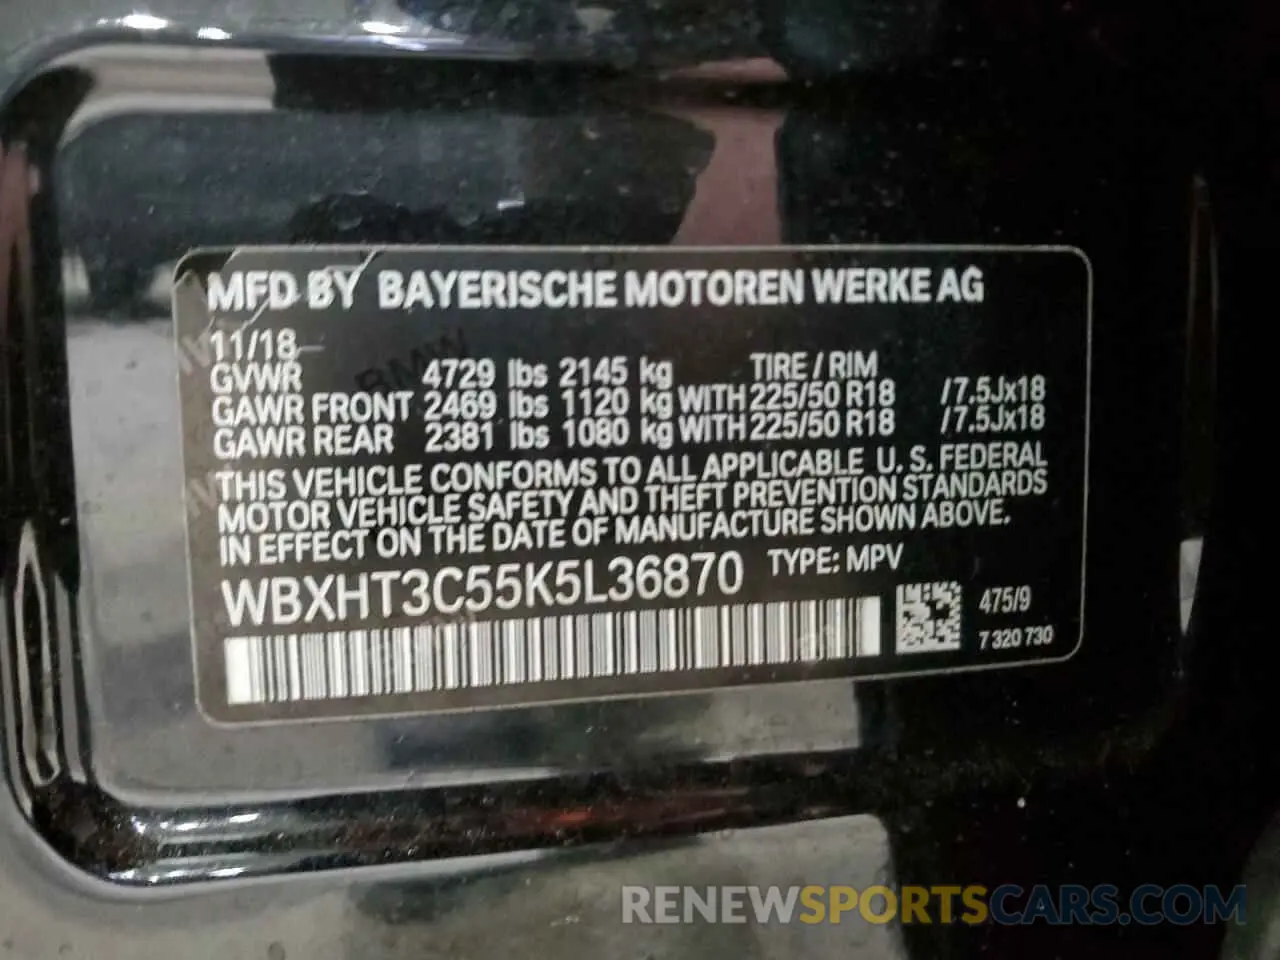 MFD BY BAYERISCHE MOTOREN WERKE AG
11/18
GVWR 4729 lbs 2145 kg TIRE / RIM
GAWR FRONT 2469 lbs 1120 kg WITH 225/50 R18 /7.5Jx18
GAWR REAR 2381 lbs 1080 kg WITH 225/50 R18 /7.5Jx18
THIS VEHICLE CONFORMS TO ALL APPLICABLE U. S. FEDERAL
MOTOR VEHICLE SAFETY AND THEFT PREVENTION STANDARDS
IN EFFECT ON THE DATE OF MANUFACTURE SHOWN ABOVE.
WBXHT3C55K5L36870 TYPE: MPV
475/9
7 320 730
RENEWSPORTSCARS.COM